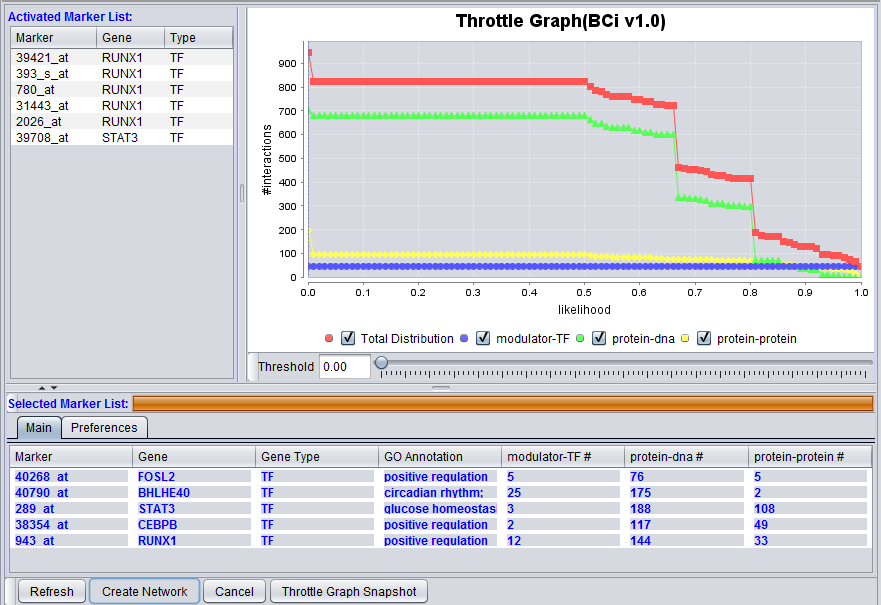 Activated Marker List:
Marker Gene Type
39421_at RUNX1 TF
393_s_at RUNX1 TF
780_at RUNX1 TF
31443_at RUNX1 TF
2026_at RUNX1 TF
39708_at STAT3 TF
Throttle Graph(BCi v1.0)
#interactions
900
800
700
600
500
400
300
200
100
0
0.0 0.1 0.2 0.3 0.4 0.5 0.6 0.7 0.8 0.9 1.0
likelihood
Total Distribution modulator-TF protein-dna protein-protein
Threshold 0.00
Selected Marker List:
Main Preferences
Marker Gene Gene Type GO Annotation modulator-TF # protein-dna # protein-protein #
40268_at FOSL2 TF positive regulation 5 76 5
40790_at BHLHE40 TF circadian rhythm; 25 175 2
289_at STAT3 TF glucose homeostas 3 188 108
38354_at CEBPB TF positive regulation 2 117 49
943_at RUNX1 TF positive regulation 12 144 33
Refresh Create Network Cancel Throttle Graph Snapshot